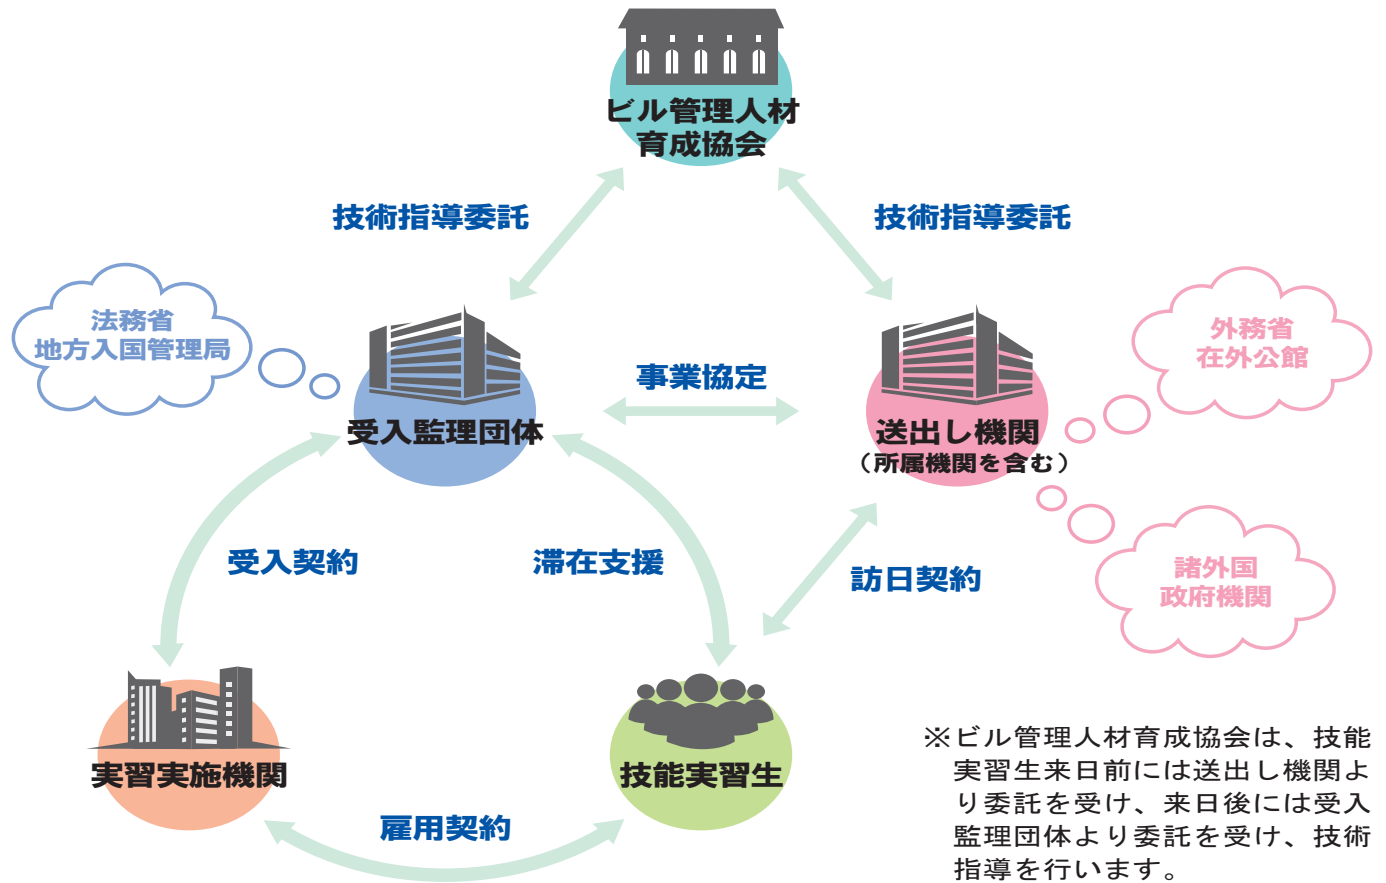 ビル管理人材
育成協会
技術指導委託
技術指導委託
法務省
地方入国管理局
外務省
在外公館
事業協定
受入監理団体
送出し機関
（所属機関を含む）
受入契約
滞在支援
訪日契約
諸外国
政府機関
実習実施機関
技能実習生
雇用契約
※ビル管理人材育成協会は、技能
実習生来日前には送出し機関よ
り委託を受け、来日後には受入
監理団体より委託を受け、技術
指導を行います。